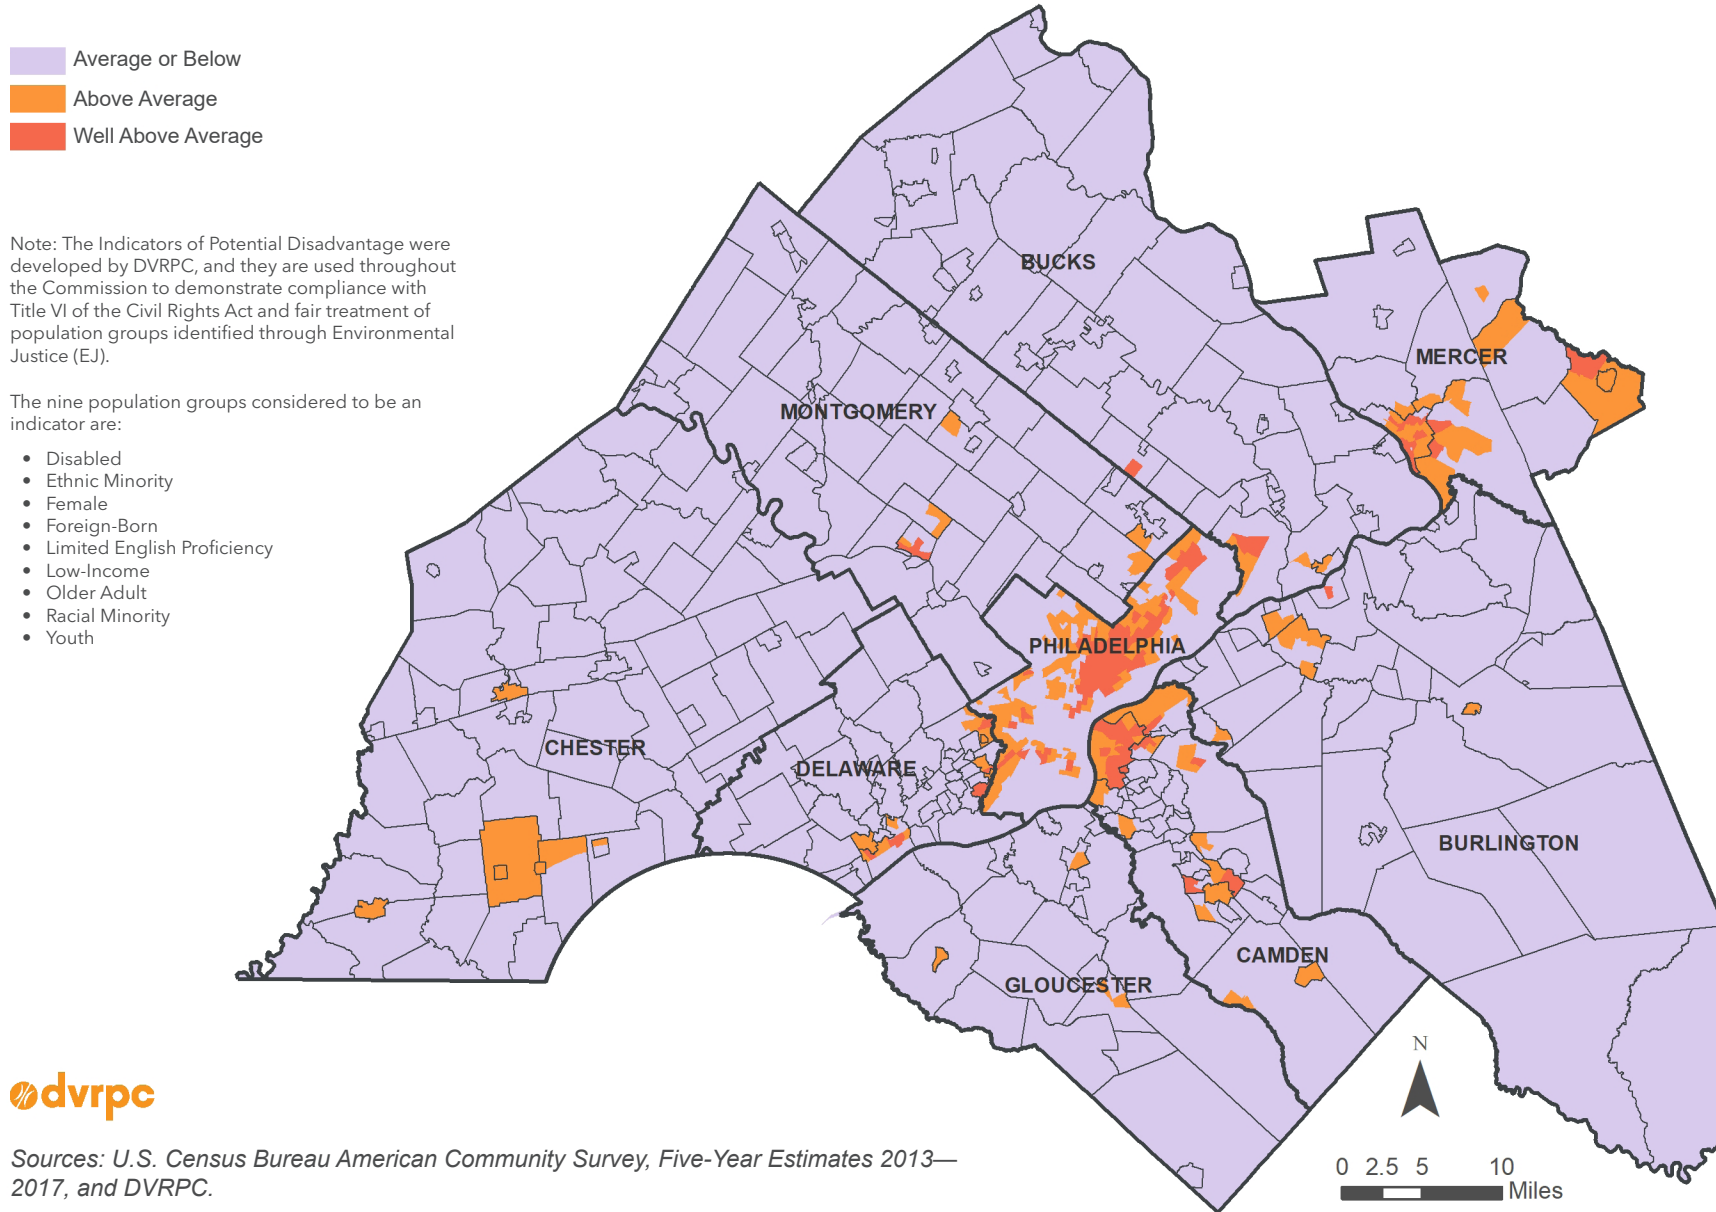 Average or Below
Above Average
Well Above Average
Note: The Indicators of Potential Disadvantage were
developed by DVRPC, and they are used throughout
the Commission to demonstrate compliance with
Title VI of the Civil Rights Act and fair treatment of
population groups identified through Environmental
Justice (EJ).
The nine population groups considered to be an
indicator are:
• Disabled
• Ethnic Minority
• Female
• Foreign-Born
• Limited English Proficiency
• Low-Income
• Older Adult
• Racial Minority
• Youth
BUCKS
MERCER
MONTGOMERY
PHILADELPHIA
CHESTER
DELAWARE
BURLINGTON
CAMDEN
GLOUCESTER
N
0 2.5 5 10
Miles
dvrpc
Sources: U.S. Census Bureau American Community Survey, Five-Year Estimates 2013—
2017, and DVRPC.